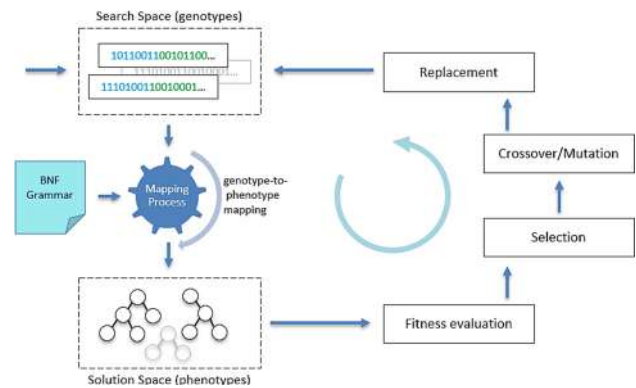 Search Space (genotypes)
1011001100101100...
1110100110010001...
1110100110010001...
BNF
Grammar
Mapping
Process
genotype-to-
phenotype
mapping
Solution Space (phenotypes)
Replacement
Crossover/Mutation
Selection
Fitness evaluation